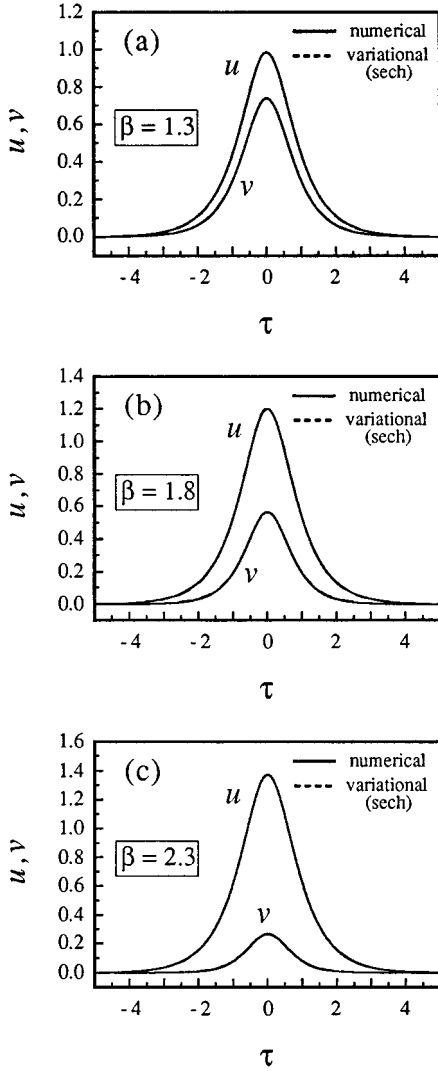 (a)
numerical
variational
(sech)
u
v
β = 1.3
u, v
1.2
1.0
0.8
0.6
0.4
0.2
0.0
-4 -2 0 2 4
τ
(b)
numerical
variational
(sech)
u
v
β = 1.8
u, v
1.4
1.2
1.0
0.8
0.6
0.4
0.2
0.0
-4 -2 0 2 4
τ
(c)
numerical
variational
(sech)
u
v
β = 2.3
u, v
1.6
1.4
1.2
1.0
0.8
0.6
0.4
0.2
0.0
-4 -2 0 2 4
τ